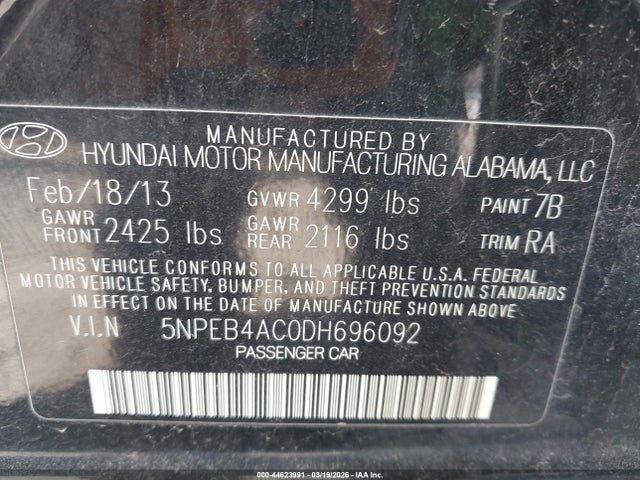 MANUFACTURED BY
HYUNDAI MOTOR MANUFACTURING ALABAMA, LLC
Feb/18/13 GVWR 4299 lbs PAINT 7B
GAWR FRONT 2425 lbs GAWR REAR 2116 lbs TRIM RA
THIS VEHICLE CONFORMS TO ALL APPLICABLE U.S.A. FEDERAL
MOTOR VEHICLE SAFETY, BUMPER, AND THEFT PREVENTION STANDARDS
IN EFFECT ON THE DATE OF MANUFACTURE SHOWN ABOVE
V.I.N 5NPEB4AC0DH696092
PASSENGER CAR
000-44623991 - 03/19/2026 - IAA Inc.